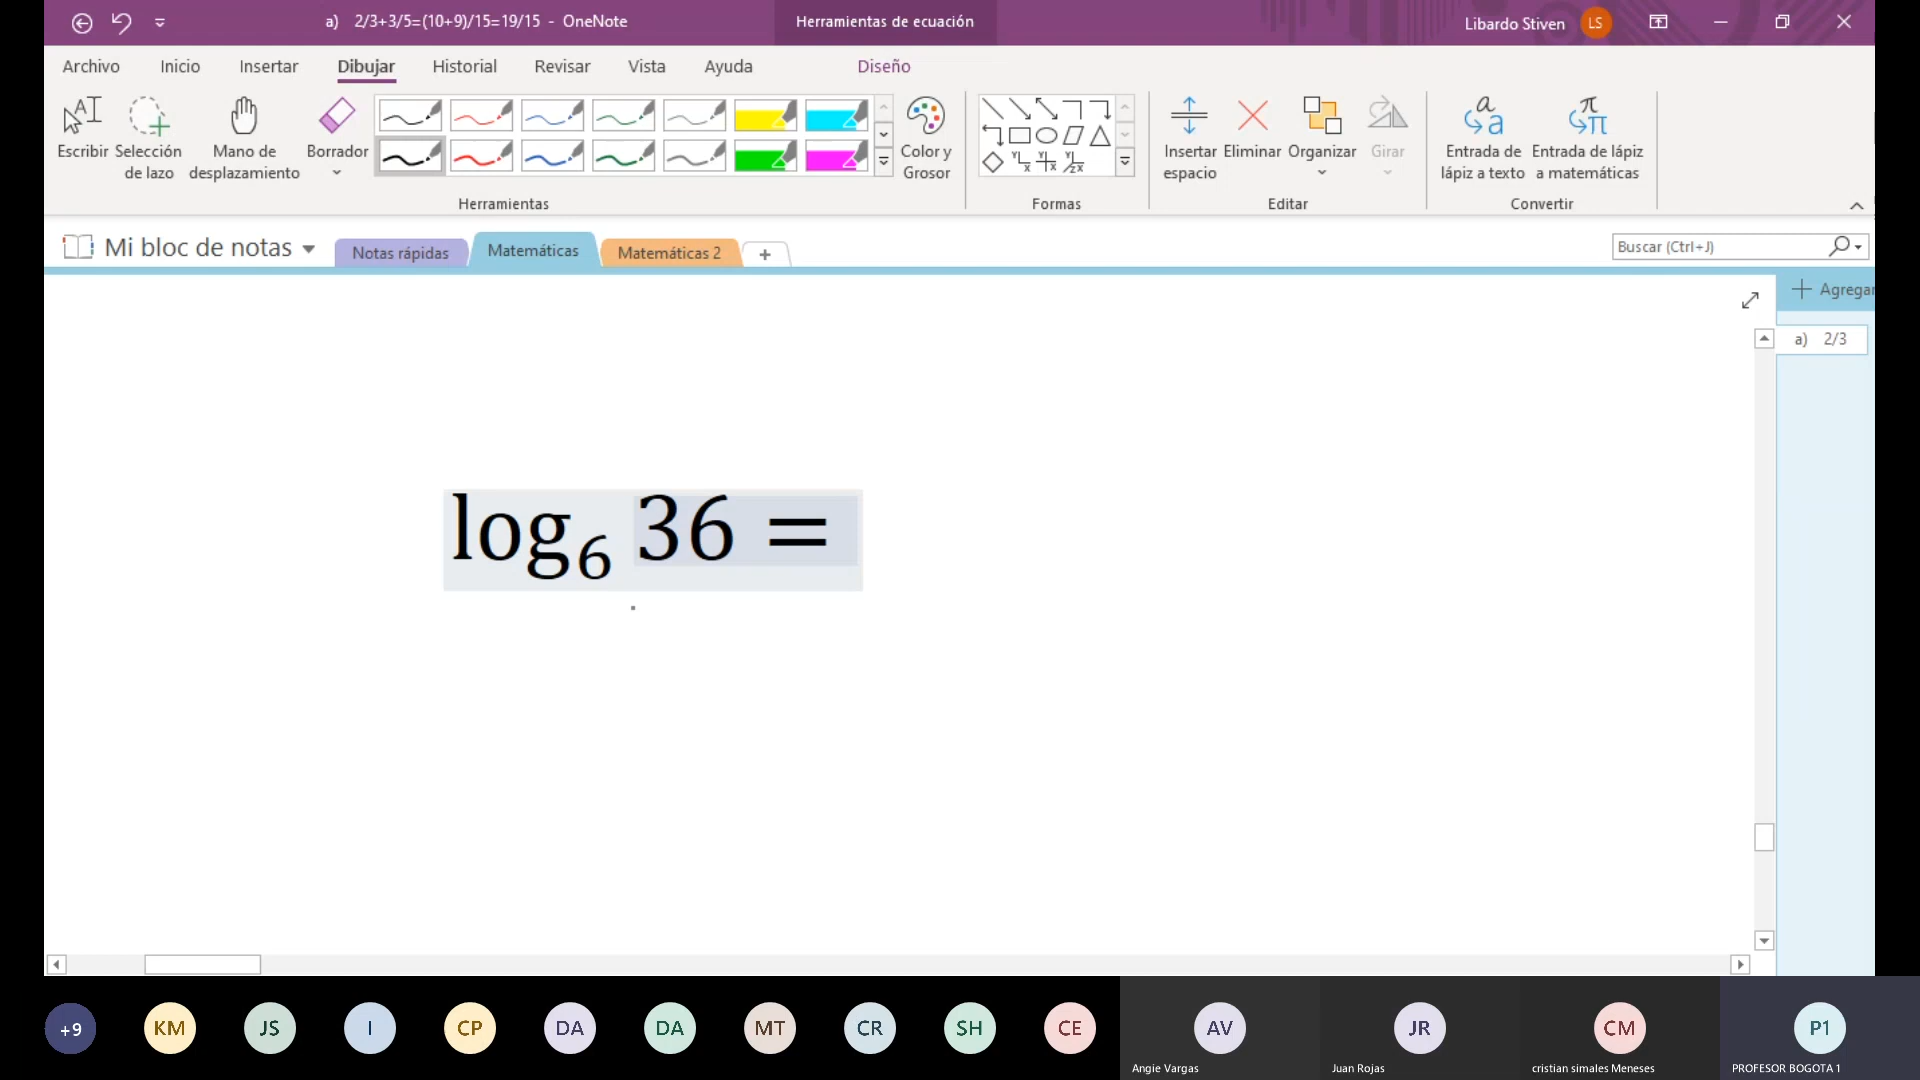 a) 2/3+3/5=(10+9)/15=19/15 - OneNote
Herramientas de ecuación
Libardo Stiven
LS
Archivo
Inicio
Insertar
Dibujar
Historial
Revisar
Vista
Ayuda
Diseño
Escribir
Selección de lazo
Mano de desplazamiento
Borrador
Color y Grosor
Insertar espacio
Eliminar
Organizar
Girar
Entrada de lápiz a texto
Entrada de lápiz a matemáticas
Herramientas
Formas
Editar
Convertir
Mi bloc de notas
Notas rápidas
Matemáticas
Matemáticas 2
Buscar (Ctrl+J)
Agregar
a) 2/3
log₆ 36 =
+9
KM
JS
I
CP
DA
DA
MT
CR
SH
CE
AV
JR
CM
P1
Angie Vargas
Juan Rojas
cristian simales Meneses
PROFESOR BOGOTA 1